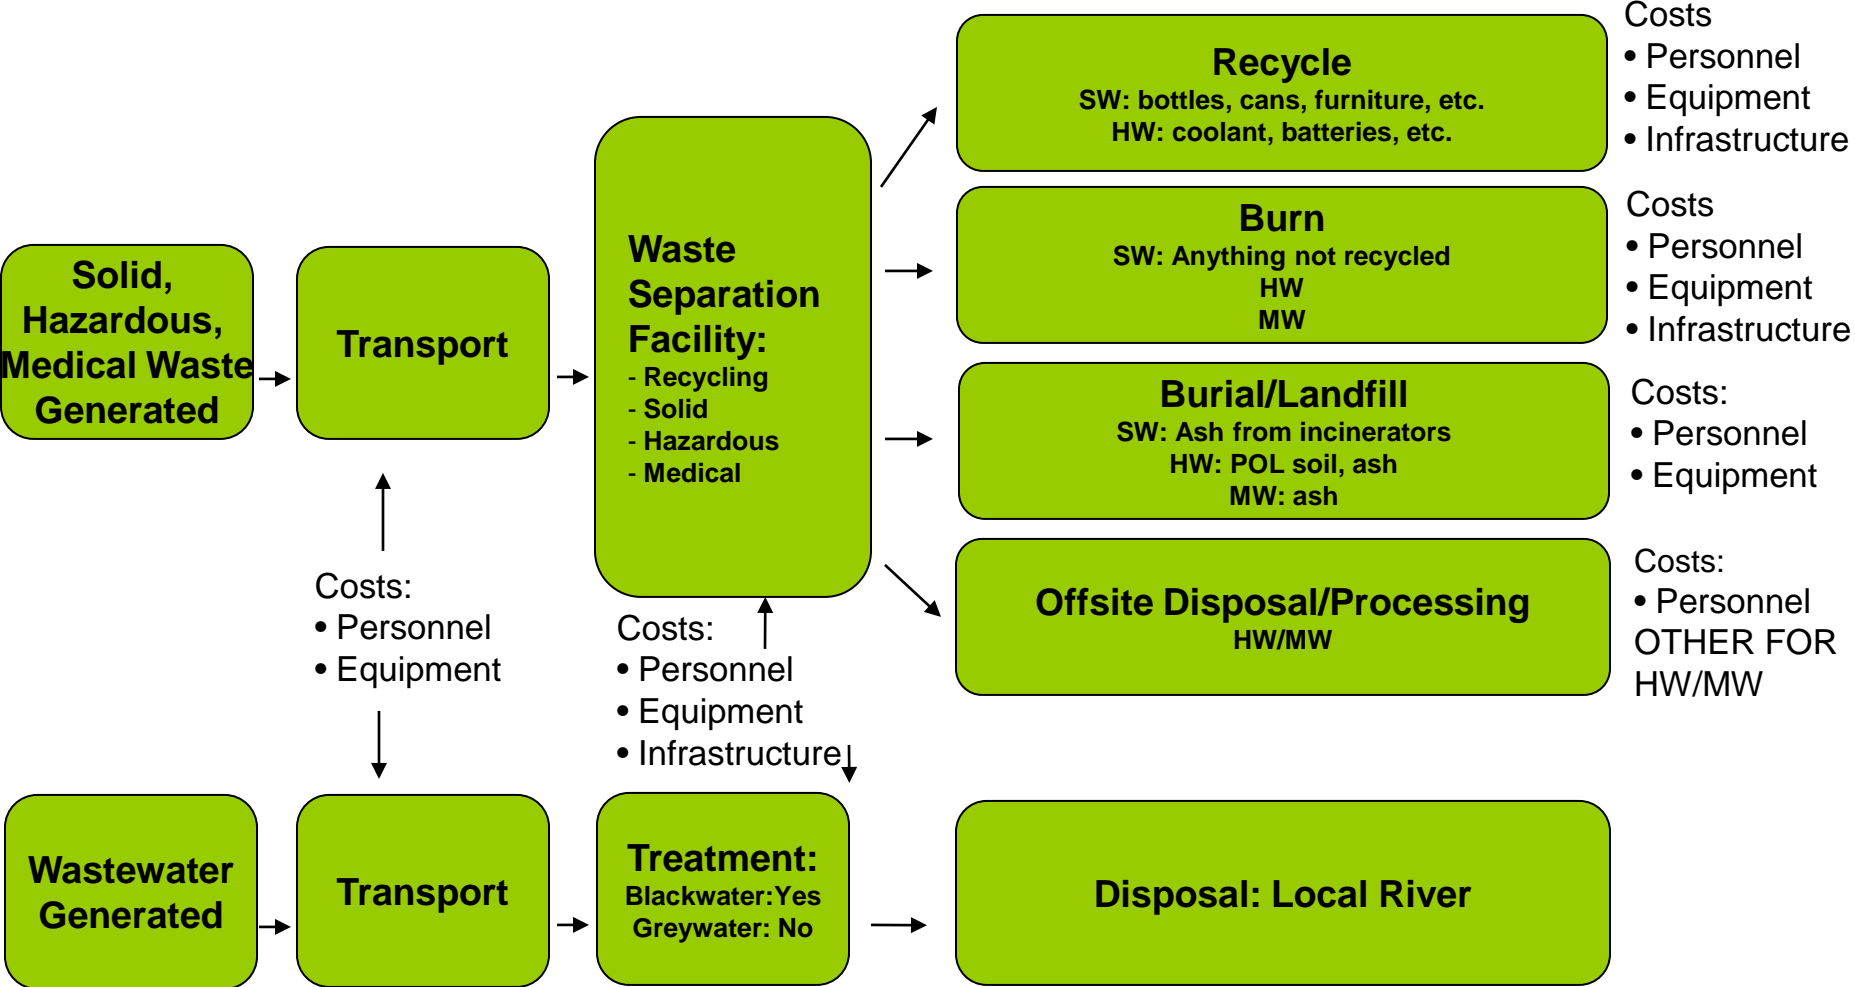 Solid,
Hazardous,
Medical Waste
Generated
Transport
Waste
Separation
Facility:
- Recycling
- Solid
- Hazardous
- Medical
Recycle
SW: bottles, cans, furniture, etc.
HW: coolant, batteries, etc.
Costs
• Personnel
• Equipment
• Infrastructure
Burn
SW: Anything not recycled
HW
MW
Costs
• Personnel
• Equipment
• Infrastructure
Burial/Landfill
SW: Ash from incinerators
HW: POL soil, ash
MW: ash
Costs:
• Personnel
• Equipment
Offsite Disposal/Processing
HW/MW
Costs:
• Personnel
OTHER FOR
HW/MW
Costs:
• Personnel
• Equipment
Costs:
• Personnel
• Equipment
• Infrastructure
Wastewater
Generated
Transport
Treatment:
Blackwater:Yes
Greywater: No
Disposal: Local River